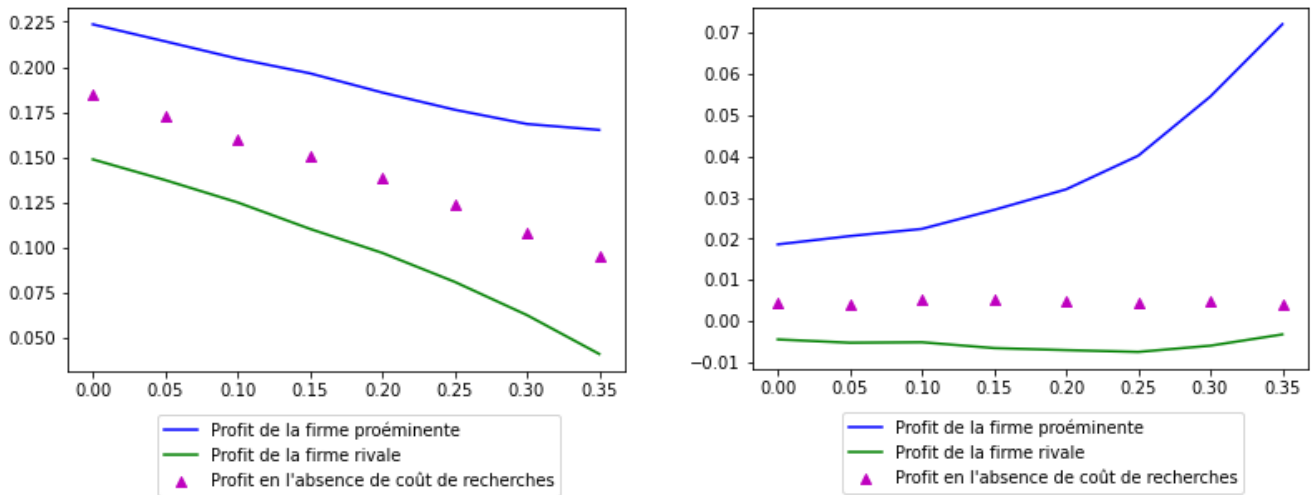 0.225
0.200
0.175
0.150
0.125
0.100
0.075
0.050
0.00 0.05 0.10 0.15 0.20 0.25 0.30 0.35
Profit de la firme proéminente
Profit de la firme rivale
Profit en l'absence de coût de recherches
0.07
0.06
0.05
0.04
0.03
0.02
0.01
0.00
−0.01
0.00 0.05 0.10 0.15 0.20 0.25 0.30 0.35
Profit de la firme proéminente
Profit de la firme rivale
Profit en l'absence de coût de recherches